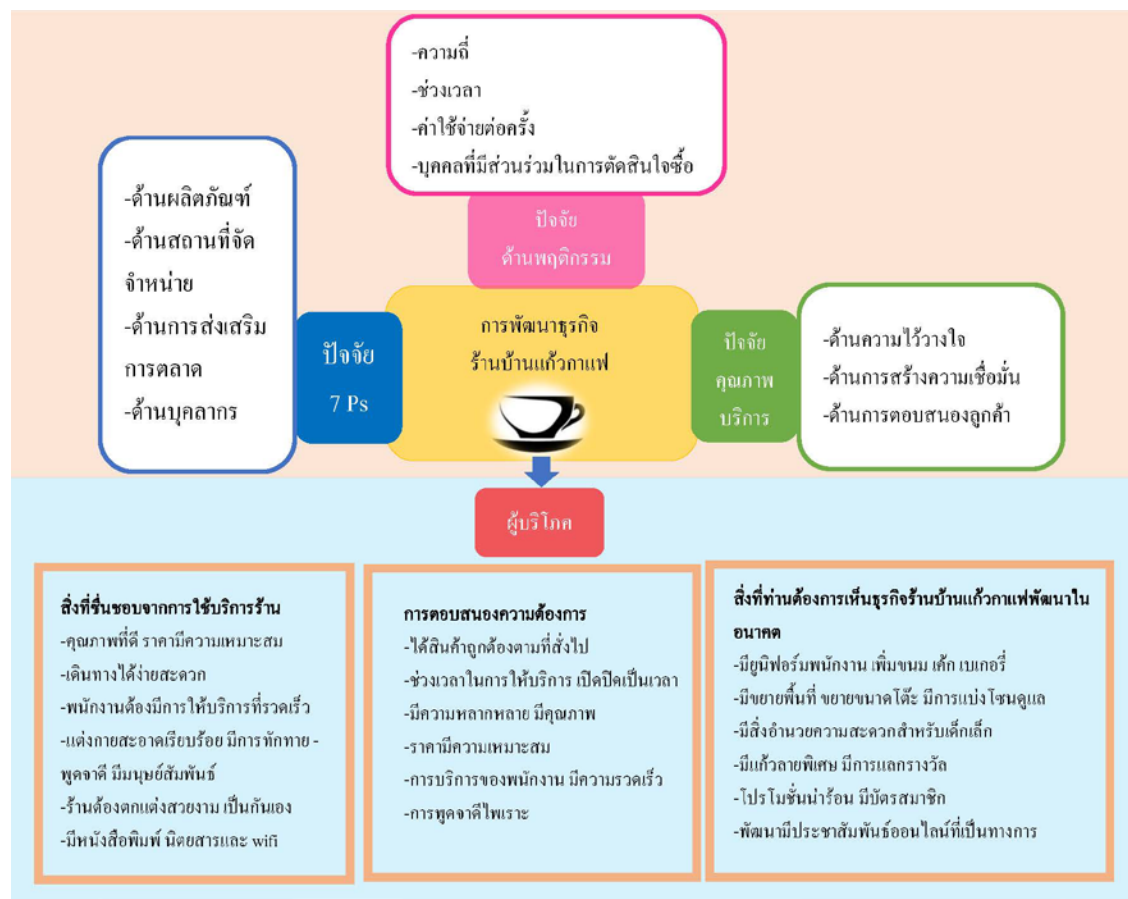 -ความถี่
-ช่วงเวลา
-ค่าใช้จ่ายต่อครั้ง
-บุคคลที่มีส่วนร่วมในการตัดสินใจซื้อ
ปัจจัย
ด้านพฤติกรรม
-ด้านผลิตภัณฑ์
-ด้านสถานที่จัด
จำหน่าย
-ด้านการส่งเสริม
การตลาด
-ด้านบุคลากร
ปัจจัย
7 Ps
การพัฒนาธุรกิจ
ร้านบ้านแก้วกาแฟ
ปัจจัย
คุณภาพ
บริการ
-ด้านความไว้วางใจ
-ด้านการสร้างความเชื่อมั่น
-ด้านการตอบสนองลูกค้า
ผู้บริโภค
สิ่งที่ชื่นชอบจากการใช้บริการร้าน
-คุณภาพที่ดี ราคามีความเหมาะสม
-เดินทางได้ง่ายสะดวก
-พนักงานต้องมีการให้บริการที่รวดเร็ว
-แต่งกายสะอาดเรียบร้อย มีการทักทาย -
พูดจาดี มีมนุษย์สัมพันธ์
-ร้านต้องตกแต่งสวยงาม เป็นกันเอง
-มีหนังสือพิมพ์ นิตยสารและ wifi
การตอบสนองความต้องการ
-ได้สินค้าถูกต้องตามที่สั่งไป
-ช่วงเวลาในการให้บริการ เปิดปิดเป็นเวลา
-มีความหลากหลาย มีคุณภาพ
-ราคามีความเหมาะสม
-การบริการของพนักงาน มีความรวดเร็ว
-การพูดจาดีไพเราะ
สิ่งที่ท่านต้องการเห็นธุรกิจร้านบ้านแก้วกาแฟพัฒนาใน
อนาคต
-มียูนิฟอร์มพนักงาน เพิ่มขนม เค้ก เบเกอรี่
-มีขยายพื้นที่ ขยายขนาดโต๊ะ มีการแบ่งโซนดูแล
-มีสิ่งอำนวยความสะดวกสำหรับเด็กเล็ก
-มีแก้วลายพิเศษ มีการแลกรางวัล
-โปรโมชั่นน่าร้อน มีบัตรสมาชิก
-พัฒนามีประชาสัมพันธ์ออนไลน์ที่เป็นทางการ